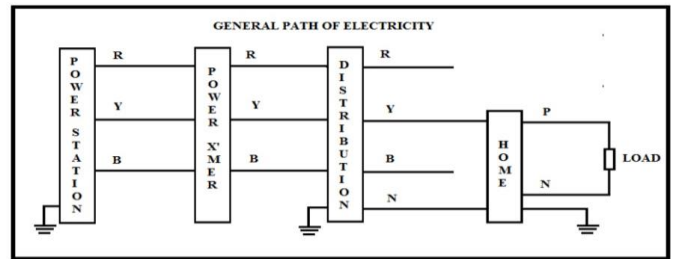 GENERAL PATH OF ELECTRICITY
POWER STATION
R
Y
B
POWER X'MER
R
Y
B
DISTRIBUTION
R
Y
B
N
HOME
P
N
LOAD